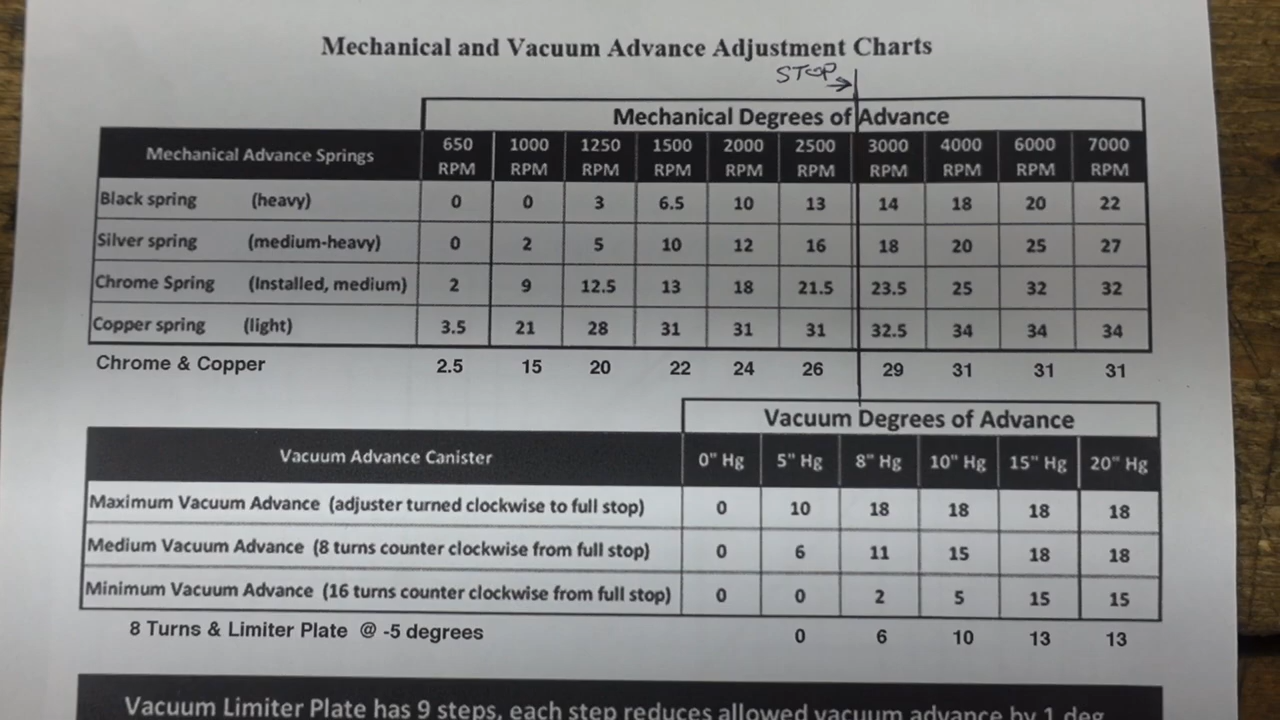 Mechanical and Vacuum Advance Adjustment Charts
STOP
Mechanical Degrees of Advance
Mechanical Advance Springs 650 RPM 1000 RPM 1250 RPM 1500 RPM 2000 RPM 2500 RPM 3000 RPM 4000 RPM 6000 RPM 7000 RPM
Black spring (heavy) 0 0 3 6.5 10 13 14 18 20 22
Silver spring (medium-heavy) 0 2 5 10 12 16 18 20 25 27
Chrome Spring (Installed, medium) 2 9 12.5 13 18 21.5 23.5 25 32 32
Copper spring (light) 3.5 21 28 31 31 31 32.5 34 34 34
Chrome & Copper 2.5 15 20 22 24 26 29 31 31 31
Vacuum Degrees of Advance
Vacuum Advance Canister 0" Hg 5" Hg 8" Hg 10" Hg 15" Hg 20" Hg
Maximum Vacuum Advance (adjuster turned clockwise to full stop) 0 10 18 18 18 18
Medium Vacuum Advance (8 turns counter clockwise from full stop) 0 6 11 15 18 18
Minimum Vacuum Advance (16 turns counter clockwise from full stop) 0 0 2 5 15 15
8 Turns & Limiter Plate @ -5 degrees 0 6 10 13 13
Vacuum Limiter Plate has 9 steps, each step reduces allowed vacuum advance by 1 deg